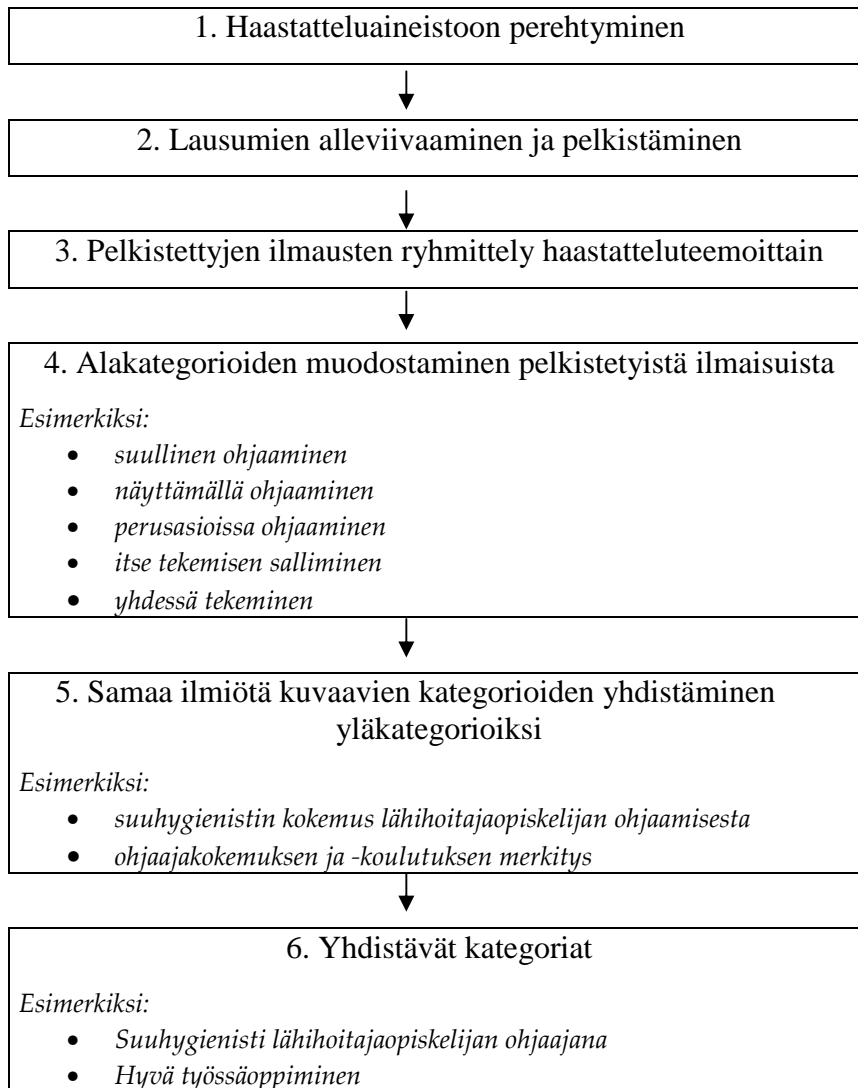 1. Haastatteluaineistoon perehtyminen
2. Lausumien alleviivaaminen ja pelkistäminen
3. Pelkistettyjen ilmausten ryhmittely haastatteluteemoittain
4. Alakategorioiden muodostaminen pelkistetyistä ilmaisuista
Esimerkiksi:
• suullinen ohjaaminen
• näyttämällä ohjaaminen
• perusasioissa ohjaaminen
• itse tekemisen salliminen
• yhdessä tekeminen
5. Samaa ilmiötä kuvaavien kategorioiden yhdistäminen
yläkategorioiksi
Esimerkiksi:
• suuhygienistin kokemus lähihoitajaopiskelijan ohjaamisesta
• ohjaajakokemuksen ja -koulutuksen merkitys
6. Yhdistävät kategoriat
Esimerkiksi:
• Suuhygienisti lähihoitajaopiskelijan ohjaajana
• Hyvä työssäoppiminen